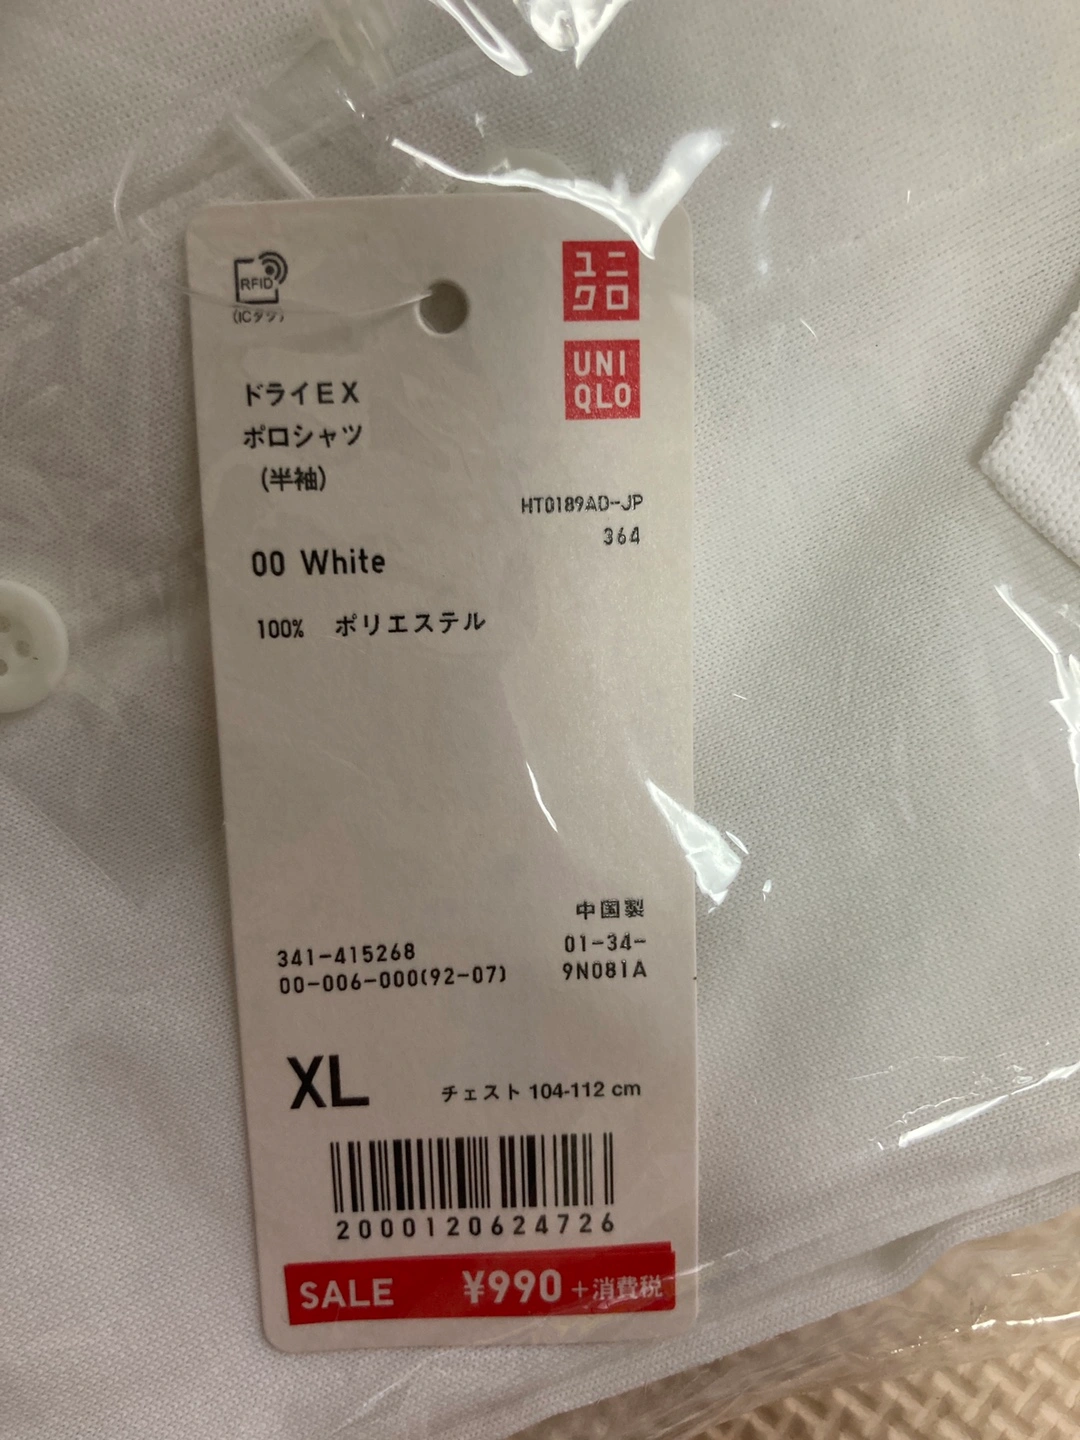 RFID
(ICタグ)
ユニ
クロ
UNI
QLO
ドライEX
ポロシャツ
(半袖)
HT0189AD-JP
364
00 White
100% ポリエステル
中国製
341-415268
01-34-
00-006-000(92-07)
9N081A
XL
チェスト 104-112 cm
2000120624726
SALE ¥990 +消費税